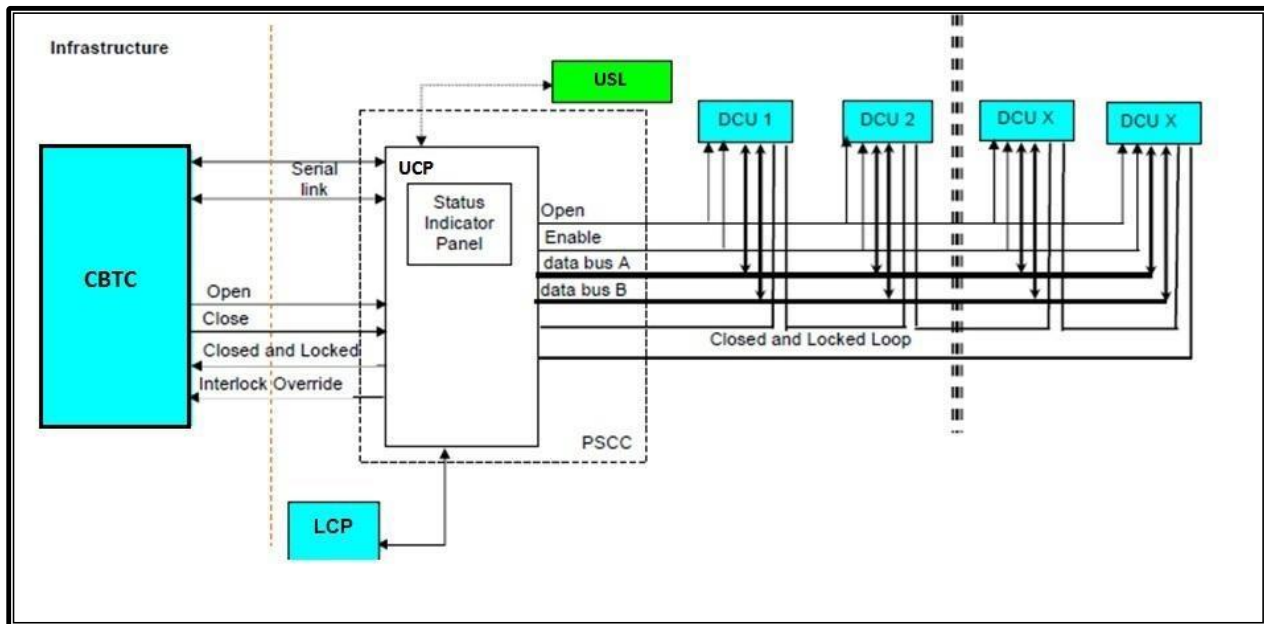 Infrastructure
USL
DCU 1
DCU 2
DCU X
DCU X
UCP
Serial
link
Status
Indicator
Panel
CBTC
Open
Enable
data bus A
data bus B
Open
Close
Closed and Locked
Interlock Override
Closed and Locked Loop
PSCC
LCP